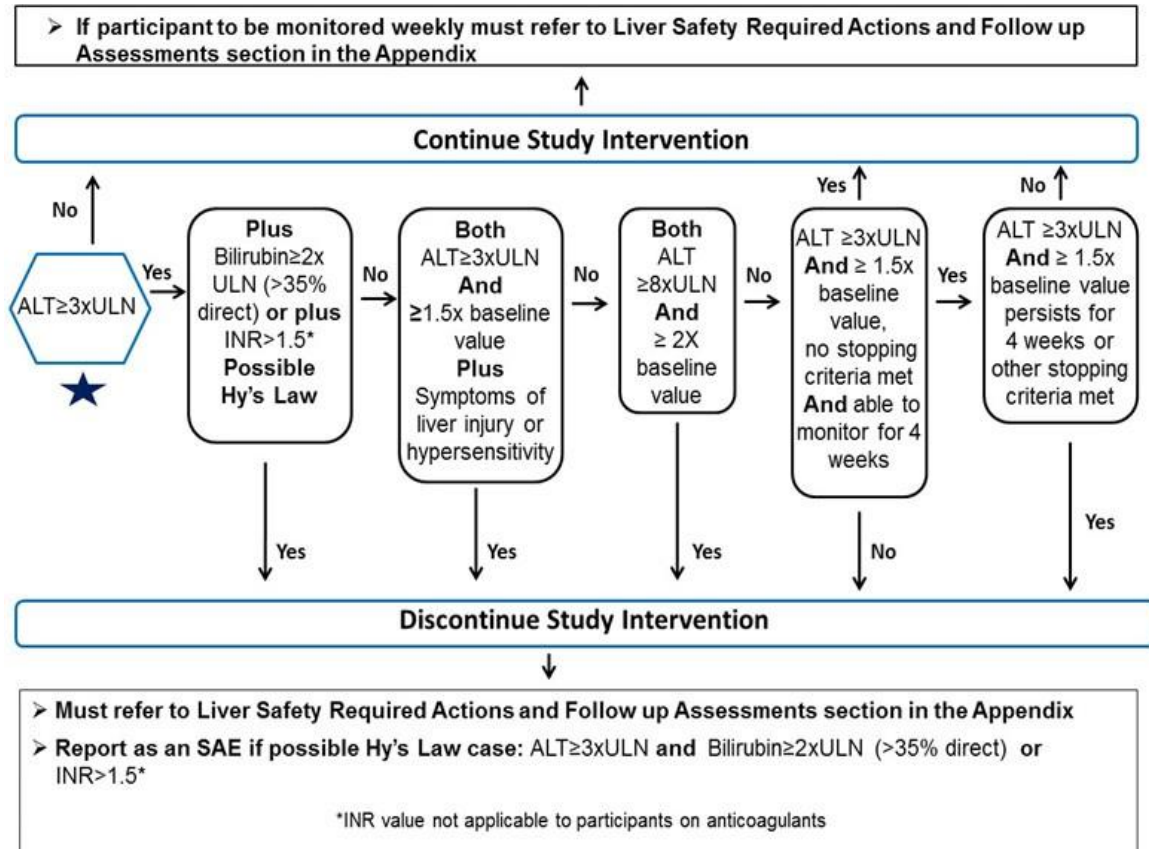 ➢ If participant to be monitored weekly must refer to Liver Safety Required Actions and Follow up
Assessments section in the Appendix
Continue Study Intervention
No
Yes
No
ALT≥3xULN
Yes
Plus
Bilirubin≥2x
ULN (>35%
direct) or plus
INR>1.5*
Possible
Hy's Law
No
Both
ALT≥3xULN
And
≥1.5x baseline
value
Plus
Symptoms of
liver injury or
hypersensitivity
No
Both
ALT
≥8xULN
And
≥ 2X
baseline
value
No
ALT ≥3xULN
And ≥ 1.5x
baseline
value,
no stopping
criteria met
And able to
monitor for 4
weeks
Yes
ALT ≥3xULN
And ≥ 1.5x
baseline value
persists for
4 weeks or
other stopping
criteria met
Yes
Yes
Yes
No
Yes
Discontinue Study Intervention
➢ Must refer to Liver Safety Required Actions and Follow up Assessments section in the Appendix
➢ Report as an SAE if possible Hy's Law case: ALT≥3xULN and Bilirubin≥2xULN (>35% direct) or
INR>1.5*
*INR value not applicable to participants on anticoagulants